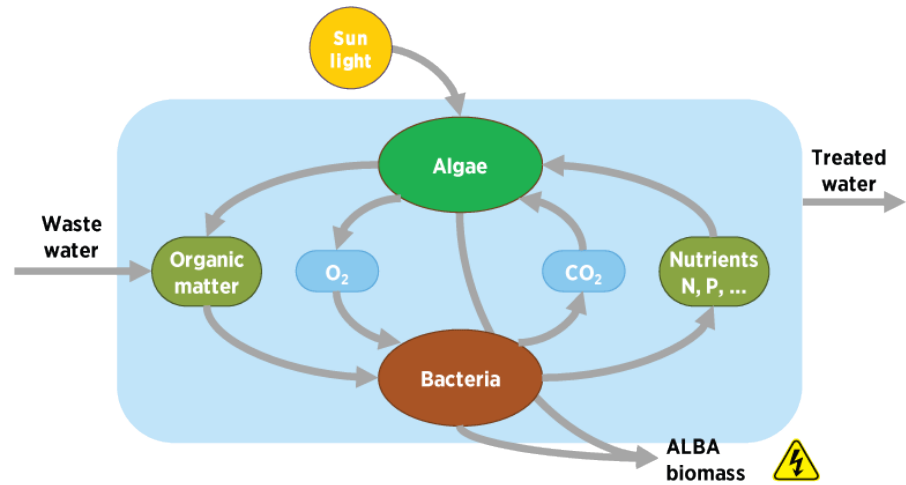 Sun
light
Algae
Treated
water
Waste
water
Organic
matter
O₂
CO₂
Nutrients
N, P, ...
Bacteria
ALBA
biomass